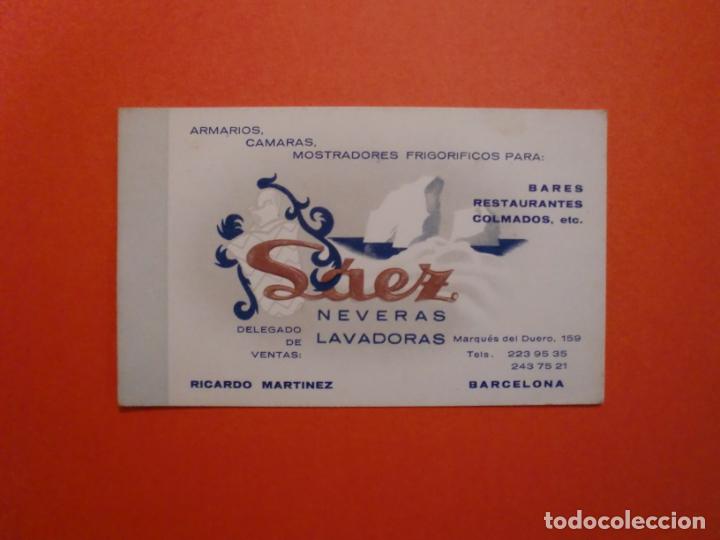 ARMARIOS,
CAMARAS,
MOSTRADORES FRIGORIFICOS PARA:
BARES
RESTAURANTES
COLMADOS, etc.
Sáez
NEVERAS
LAVADORAS
DELEGADO
DE
VENTAS:
RICARDO MARTINEZ
Marqués del Duero, 159
Tels. 223 95 35
243 75 21
BARCELONA
todocoleccion